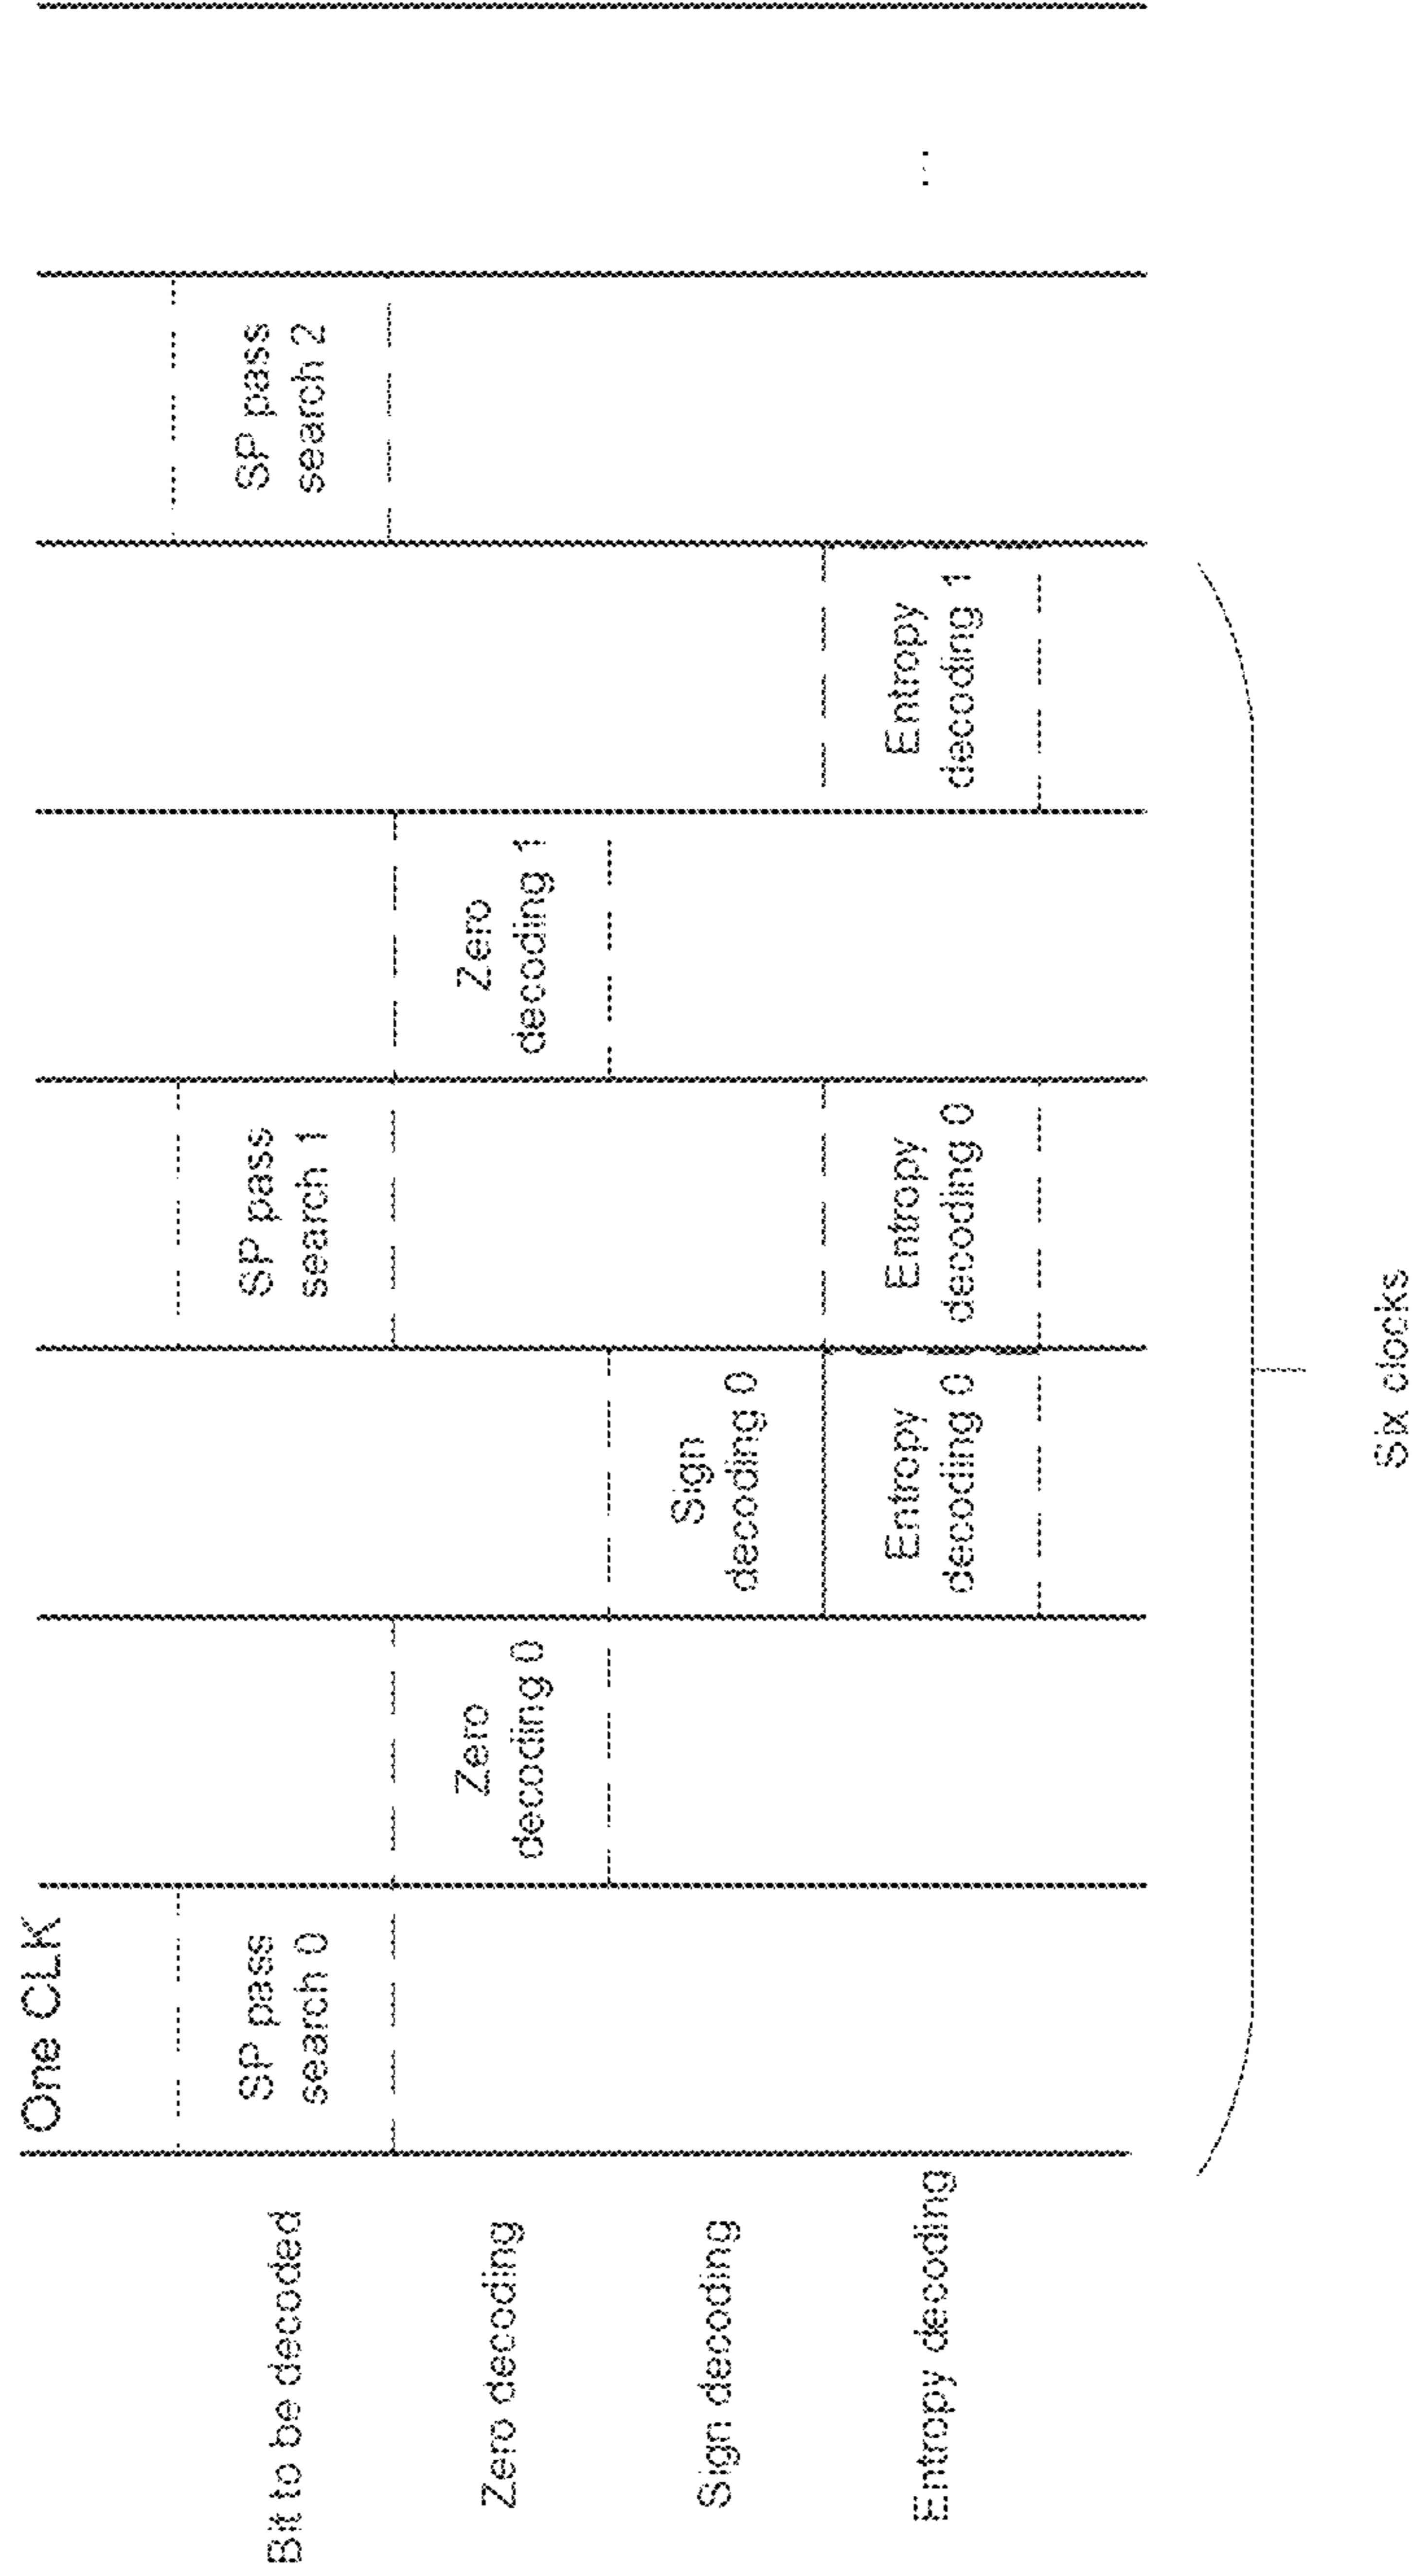 One CLK
Bit to be decoded
SP pass
search 0
SP pass
search 1
SP pass
search 2
Zero decoding
Zero
decoding 0
Zero
decoding 1
Sign decoding
Sign
decoding 0
Entropy decoding
Entropy
decoding 0
Entropy
decoding 0
Entropy
decoding 1
...
Six clocks